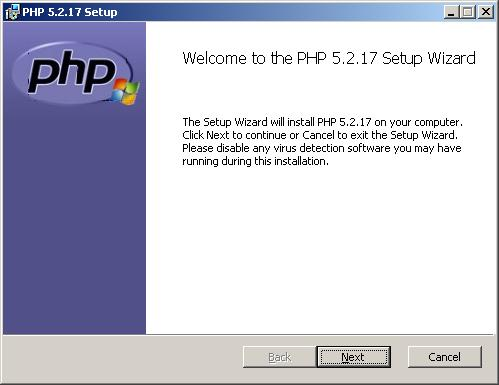 PHP 5.2.17 Setup
php
Welcome to the PHP 5.2.17 Setup Wizard
The Setup Wizard will install PHP 5.2.17 on your computer.
Click Next to continue or Cancel to exit the Setup Wizard.
Please disable any virus detection software you may have
running during this installation.
Back Next Cancel